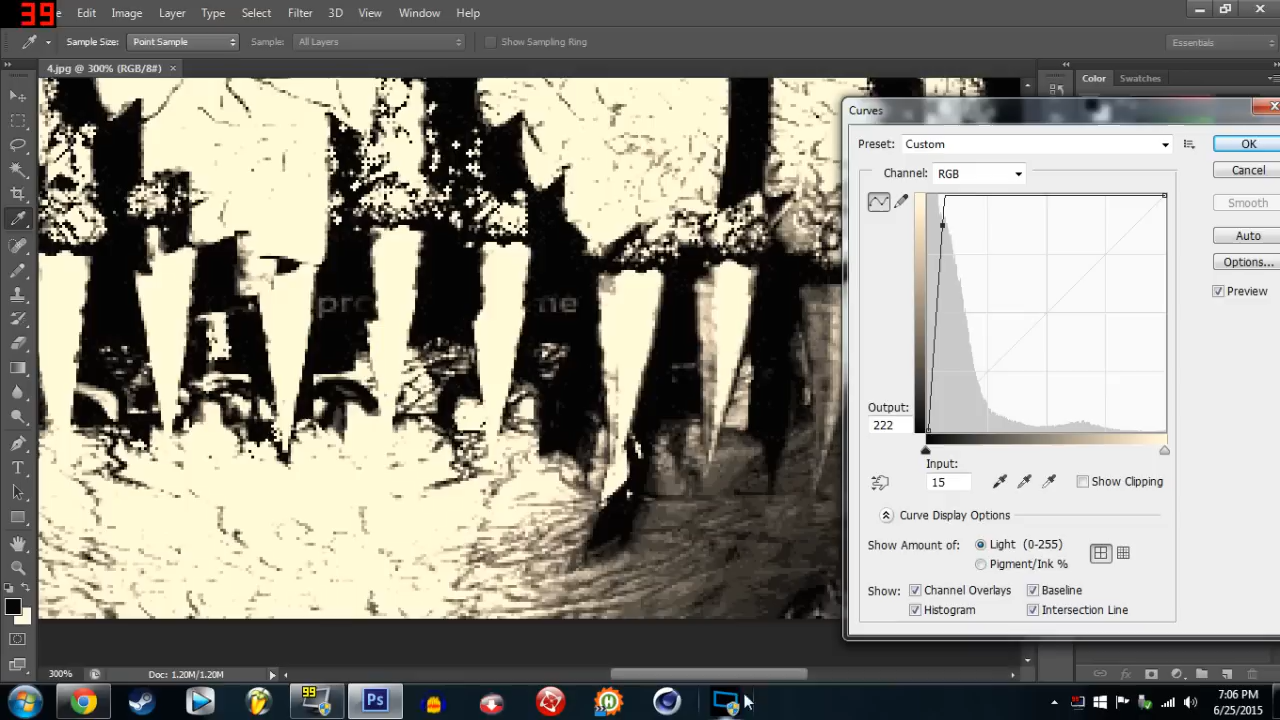 39
Edit Image Layer Type Select Filter 3D View Window Help
Sample Size: Point Sample Sample: All Layers Show Sampling Ring Essentials
4.jpg @ 300% (RGB/8#) ×
Color Swatches
Curves
Preset: Custom OK
Channel: RGB Cancel
Smooth
Auto
Options...
Preview
pro me
Output:
222
Input:
15
Show Clipping
Curve Display Options
Show Amount of: Light (0-255)
Pigment/Ink %
Show: Channel Overlays Baseline
Histogram Intersection Line
300% Doc: 1.20M/1.20M
99
Ps
7:06 PM
6/25/2015